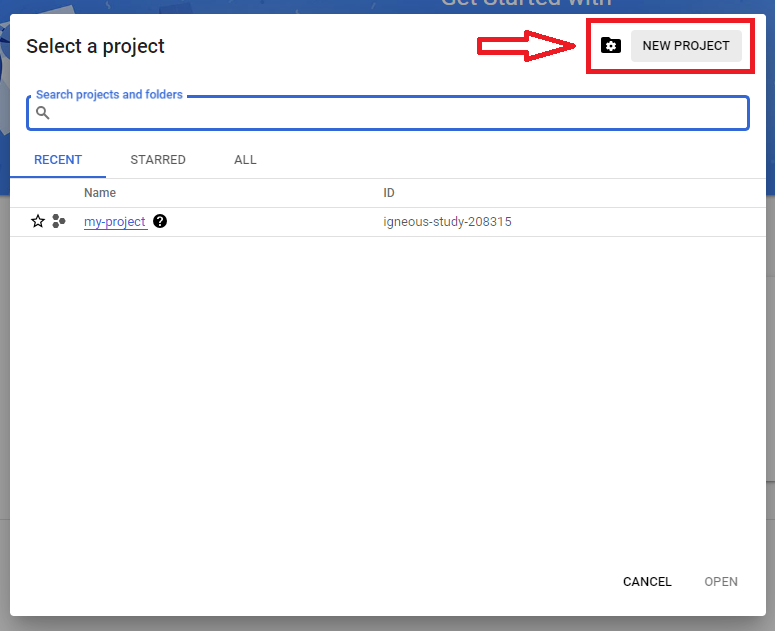 Get Started with
Select a project
NEW PROJECT
Search projects and folders
RECENT STARRED ALL
Name ID
my-project igneous-study-208315
CANCEL OPEN